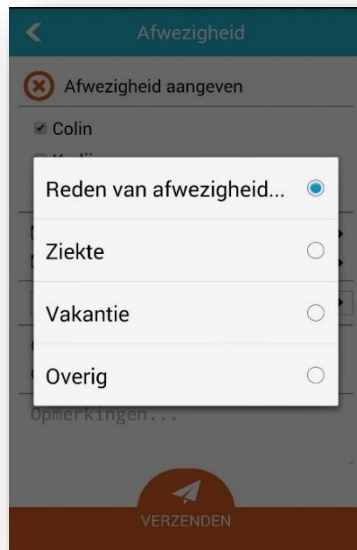 Afwezigheid
Afwezigheid aangeven
Colin
Reden van afwezigheid...
Ziekte
Vakantie
Overig
Opmerkingen...
VERZENDEN